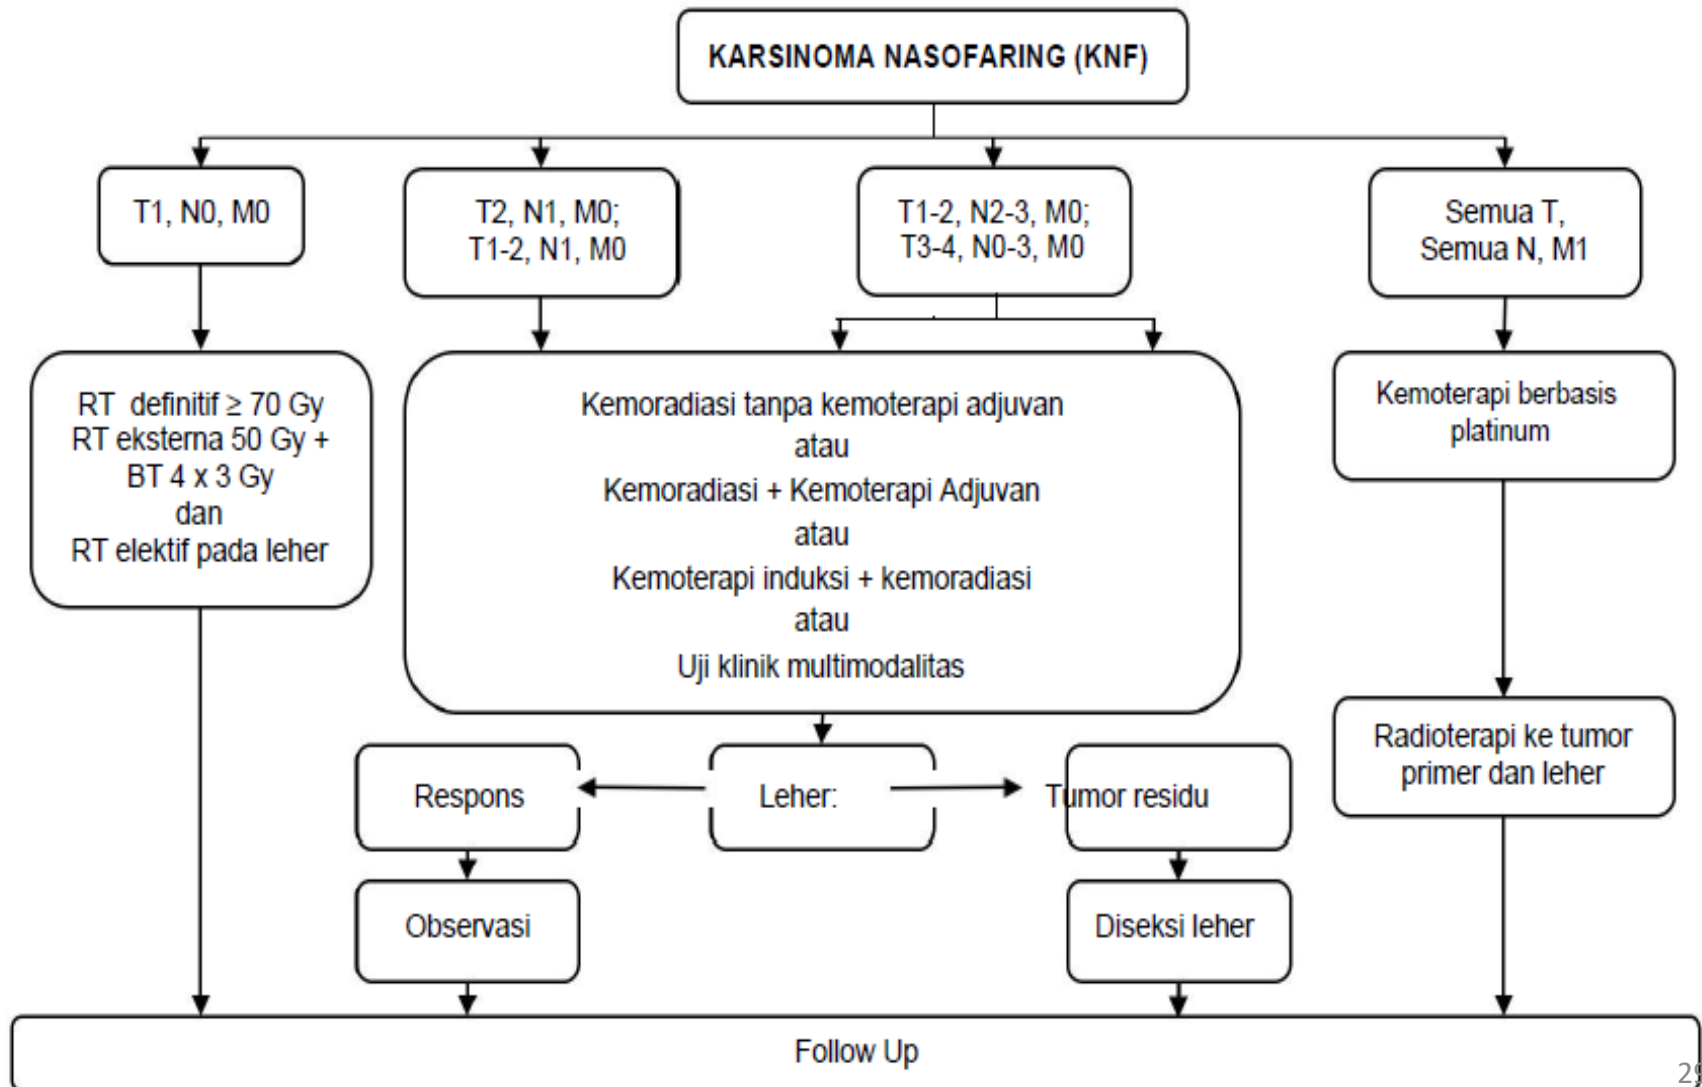 KARSINOMA NASOFARING (KNF)
T1, N0, M0
T2, N1, M0;
T1-2, N1, M0
T1-2, N2-3, M0;
T3-4, N0-3, M0
Semua T,
Semua N, M1
RT definitif ≥ 70 Gy
RT eksterna 50 Gy +
BT 4 x 3 Gy
dan
RT elektif pada leher
Kemoradiasi tanpa kemoterapi adjuvan
atau
Kemoradiasi + Kemoterapi Adjuvan
atau
Kemoterapi induksi + kemoradiasi
atau
Uji klinik multimodalitas
Kemoterapi berbasis
platinum
Radioterapi ke tumor
primer dan leher
Respons
Leher:
Tumor residu
Observasi
Diseksi leher
Follow Up